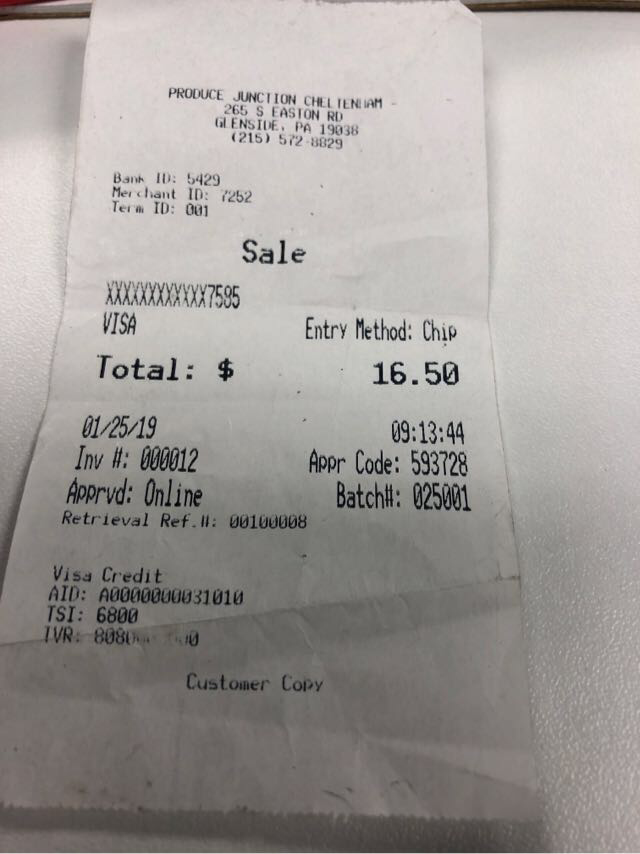 PRODUCE JUNCTION CHELTENHAM -
265 S EASTON RD
GLENSIDE, PA 19038
(215) 572-8829
Bank ID: 5429
Merchant ID: 7252
Term ID: 001
Sale
XXXXXXXXXXXX7595
VISA Entry Method: Chip
Total: $ 16.50
01/25/19 09:13:44
Inv #: 000012 Appr Code: 593728
Apprvd: Online Batch#: 025001
Retrieval Ref.#: 00100008
Visa Credit
AID: A0000000031010
TSI: 6800
TVR:
Customer Copy